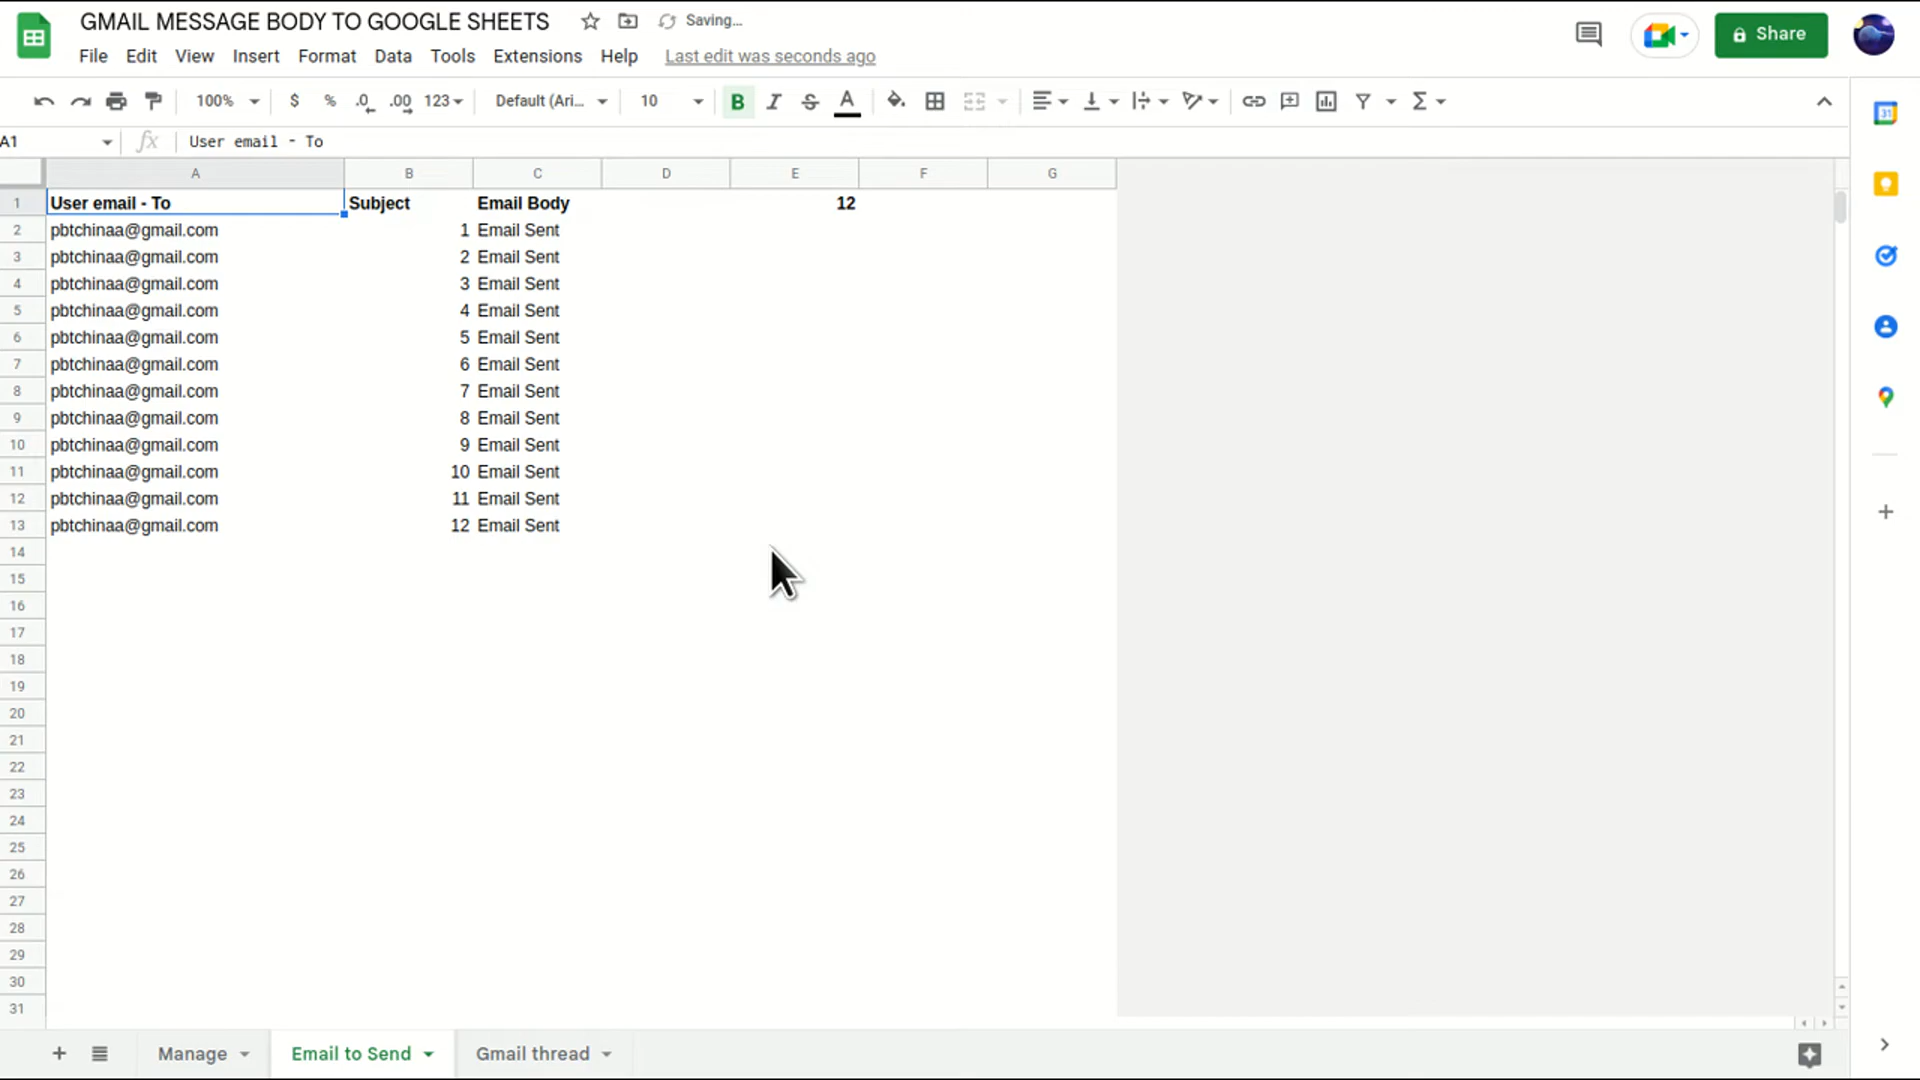 GMAIL MESSAGE BODY TO GOOGLE SHEETS Saving...
File Edit View Insert Format Data Tools Extensions Help Last edit was seconds ago
Share
100% $ % .0 .00 123 Default (Ari... 10 B I S A Σ
31
A1 fx User email - To
A B C D E F G
1 User email - To Subject Email Body 12
2 pbtchinaa@gmail.com 1 Email Sent
3 pbtchinaa@gmail.com 2 Email Sent
4 pbtchinaa@gmail.com 3 Email Sent
5 pbtchinaa@gmail.com 4 Email Sent
6 pbtchinaa@gmail.com 5 Email Sent
7 pbtchinaa@gmail.com 6 Email Sent
8 pbtchinaa@gmail.com 7 Email Sent
9 pbtchinaa@gmail.com 8 Email Sent
10 pbtchinaa@gmail.com 9 Email Sent
11 pbtchinaa@gmail.com 10 Email Sent
12 pbtchinaa@gmail.com 11 Email Sent
13 pbtchinaa@gmail.com 12 Email Sent
14
15
16
17
18
19
20
21
22
23
24
25
26
27
28
29
30
31
Manage Email to Send Gmail thread